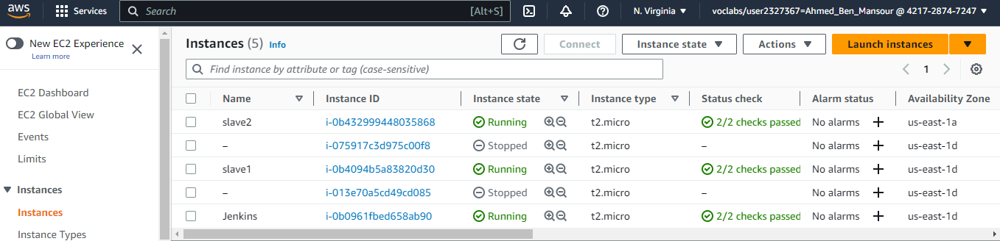 aws Services Search [Alt+S] N. Virginia voclabs/user2327367=Ahmed_Ben_Mansour @ 4217-2874-7247
New EC2 Experience
Learn more
EC2 Dashboard
EC2 Global View
Events
Limits
Instances
Instances
Instance Types
Instances (5) Info Connect Instance state Actions Launch instances
Find instance by attribute or tag (case-sensitive) 1
Name Instance ID Instance state Instance type Status check Alarm status Availability Zone
slave2 i-0b432999448035868 Running t2.micro 2/2 checks passed No alarms + us-east-1a
– i-075917c3d975c00f8 Stopped t2.micro – No alarms + us-east-1d
slave1 i-0b4094b5a83820d30 Running t2.micro 2/2 checks passed No alarms + us-east-1d
– i-013e70a5cd49cd085 Stopped t2.micro – No alarms + us-east-1d
Jenkins i-0b0961fbed658ab90 Running t2.micro 2/2 checks passed No alarms + us-east-1d